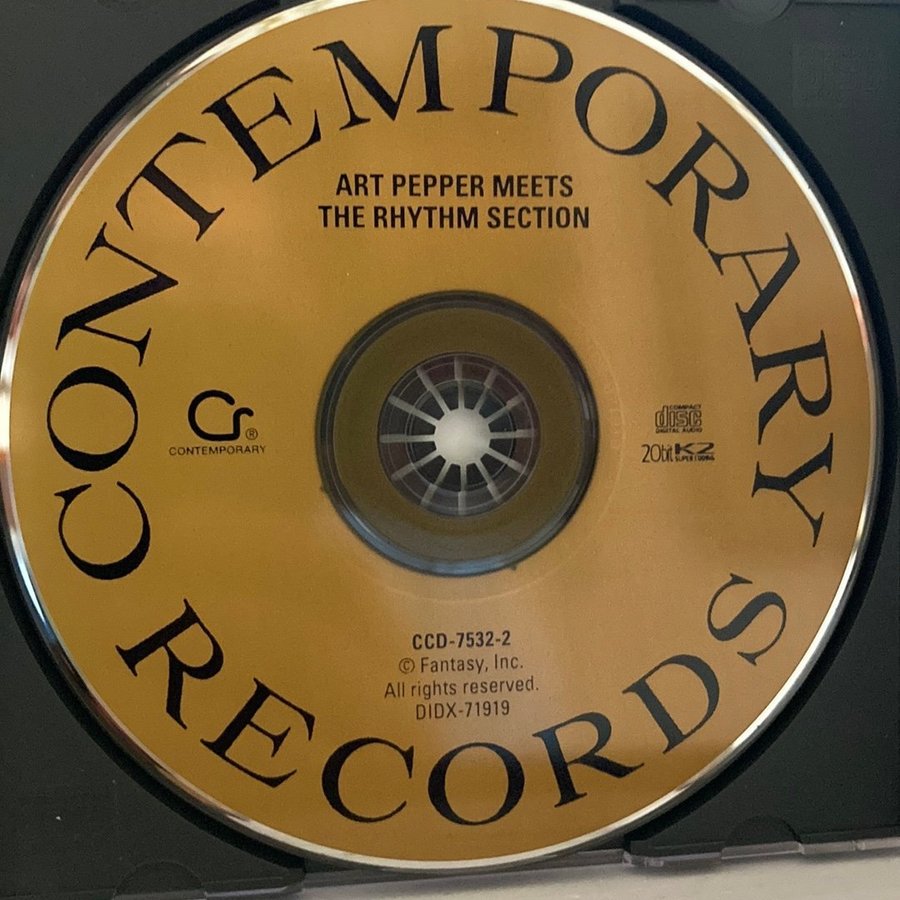 CONTEMPORARY
ART PEPPER MEETS
THE RHYTHM SECTION
Cr®
CONTEMPORARY
COMPACT
disc
DIGITAL AUDIO
20bit K2
SUPER CODING
CCD-7532-2
© Fantasy, Inc.
All rights reserved.
DIDX-71919
RECORDS